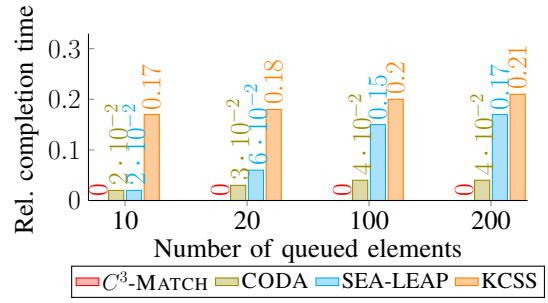 Rel. completion time
0.3
0.2
0.1
0
0 2 · 10⁻² 2 · 10⁻² 0.17
0 3 · 10⁻² 6 · 10⁻² 0.18
0 4 · 10⁻² 0.15 0.2
0 4 · 10⁻² 0.17 0.21
10 20 100 200
Number of queued elements
C³-MATCH CODA SEA-LEAP KCSS